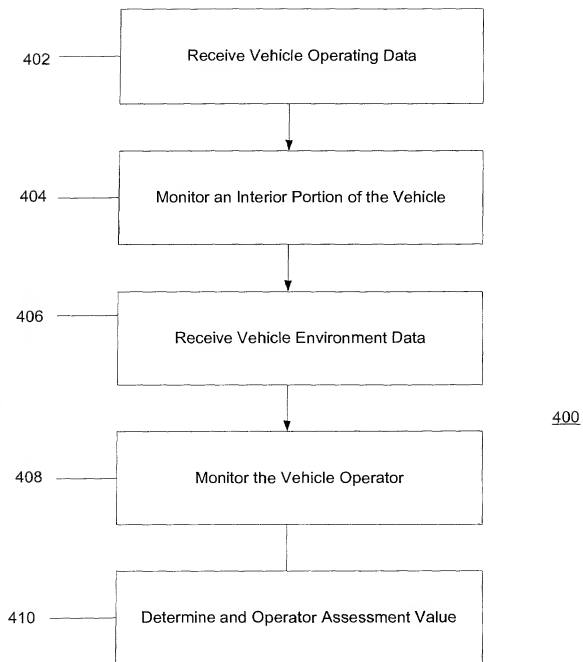 402
Receive Vehicle Operating Data
404
Monitor an Interior Portion of the Vehicle
406
Receive Vehicle Environment Data
400
408
Monitor the Vehicle Operator
410
Determine and Operator Assessment Value